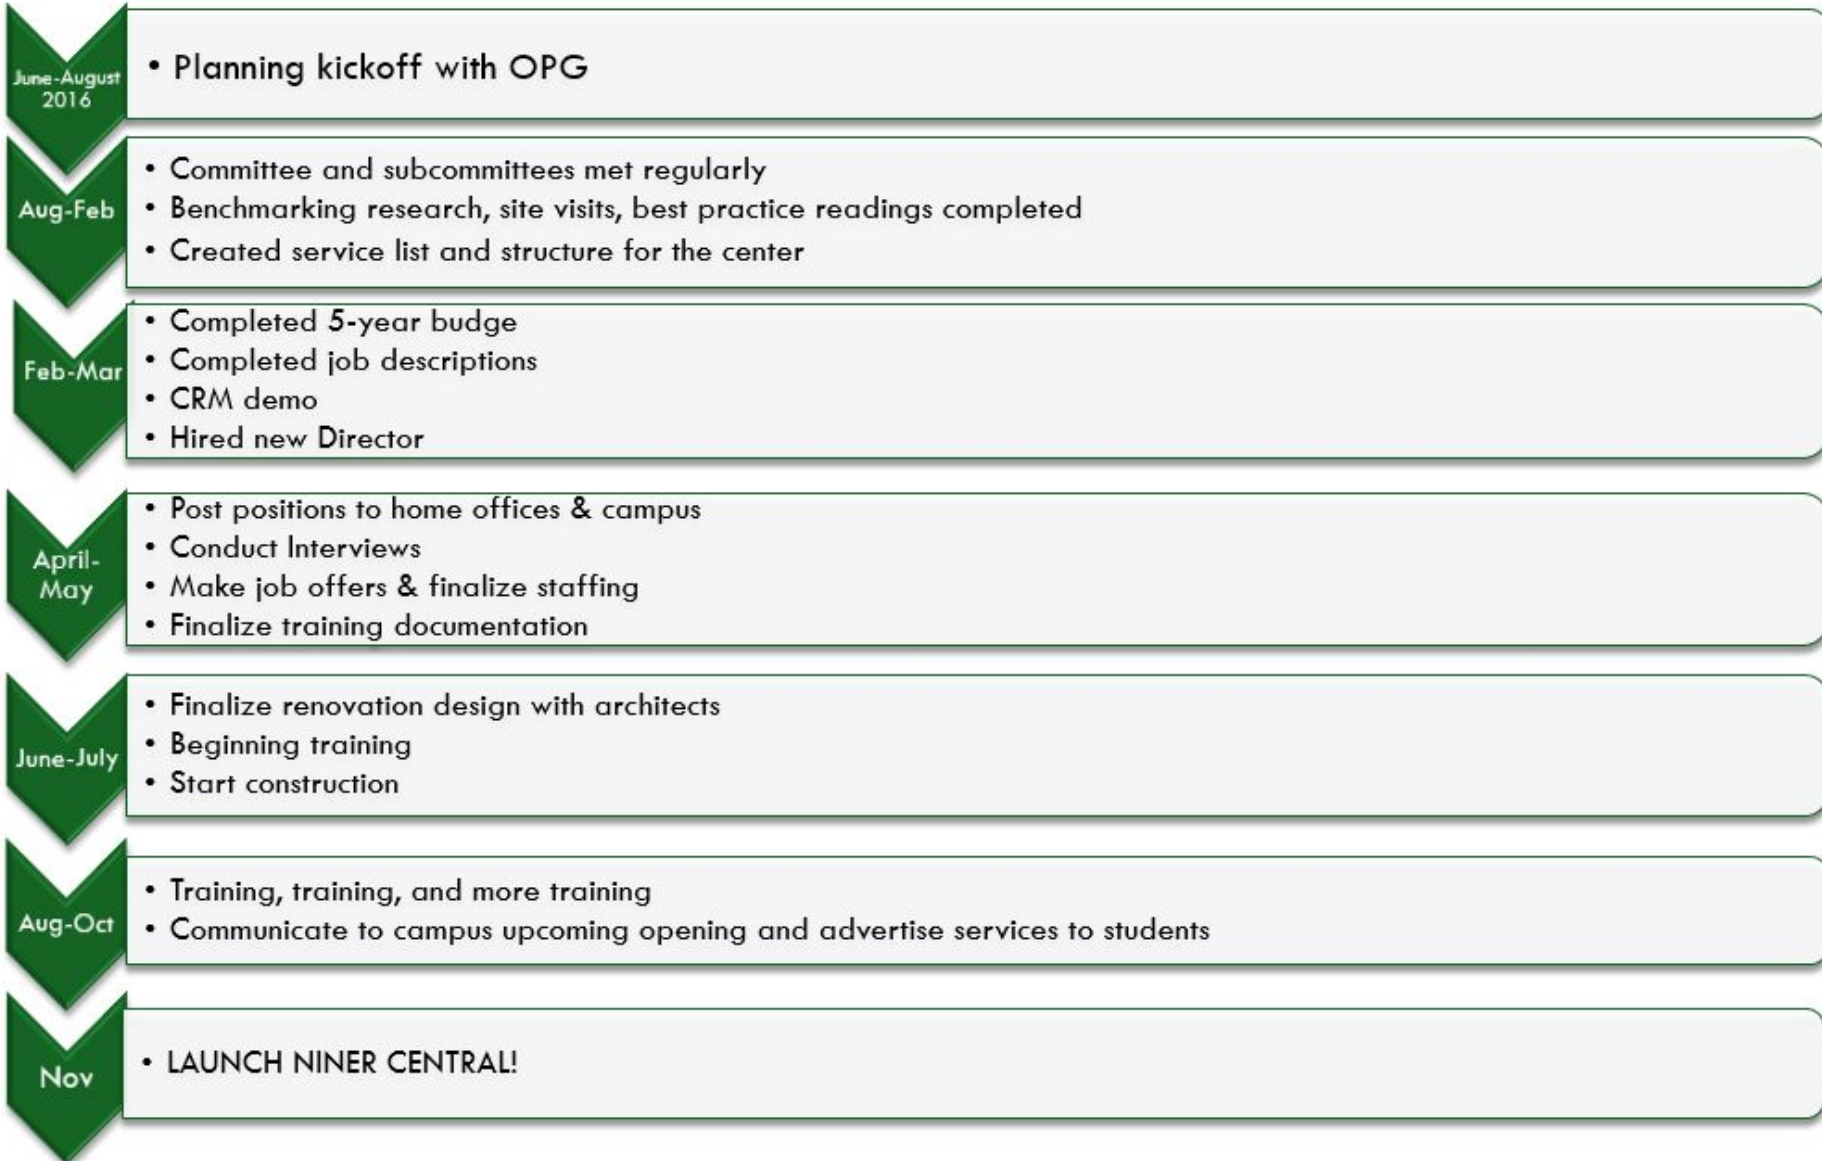 June-August
2016
• Planning kickoff with OPG
Aug-Feb
• Committee and subcommittees met regularly
• Benchmarking research, site visits, best practice readings completed
• Created service list and structure for the center
Feb-Mar
• Completed 5-year budge
• Completed job descriptions
• CRM demo
• Hired new Director
April-
May
• Post positions to home offices & campus
• Conduct Interviews
• Make job offers & finalize staffing
• Finalize training documentation
June-July
• Finalize renovation design with architects
• Beginning training
• Start construction
Aug-Oct
• Training, training, and more training
• Communicate to campus upcoming opening and advertise services to students
Nov
• LAUNCH NINER CENTRAL!